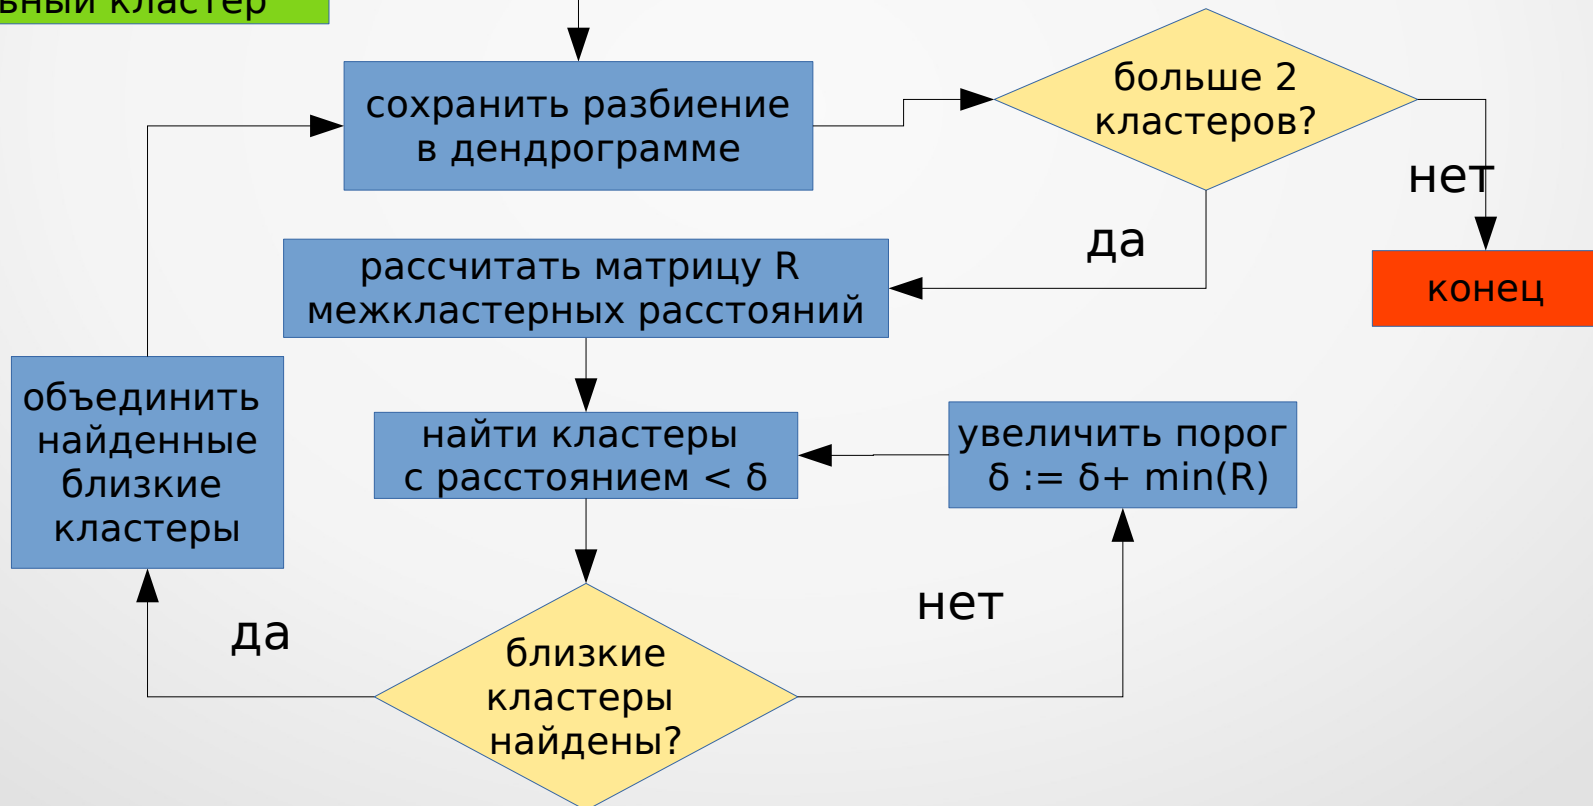 кластер
сохранить разбиение
в дендрограмме
больше 2
кластеров?
нет
да
конец
рассчитать матрицу R
межкластерных расстояний
объединить
найденные
близкие
кластеры
найти кластеры
с расстоянием < δ
увеличить порог
δ := δ+ min(R)
да
нет
близкие
кластеры
найдены?